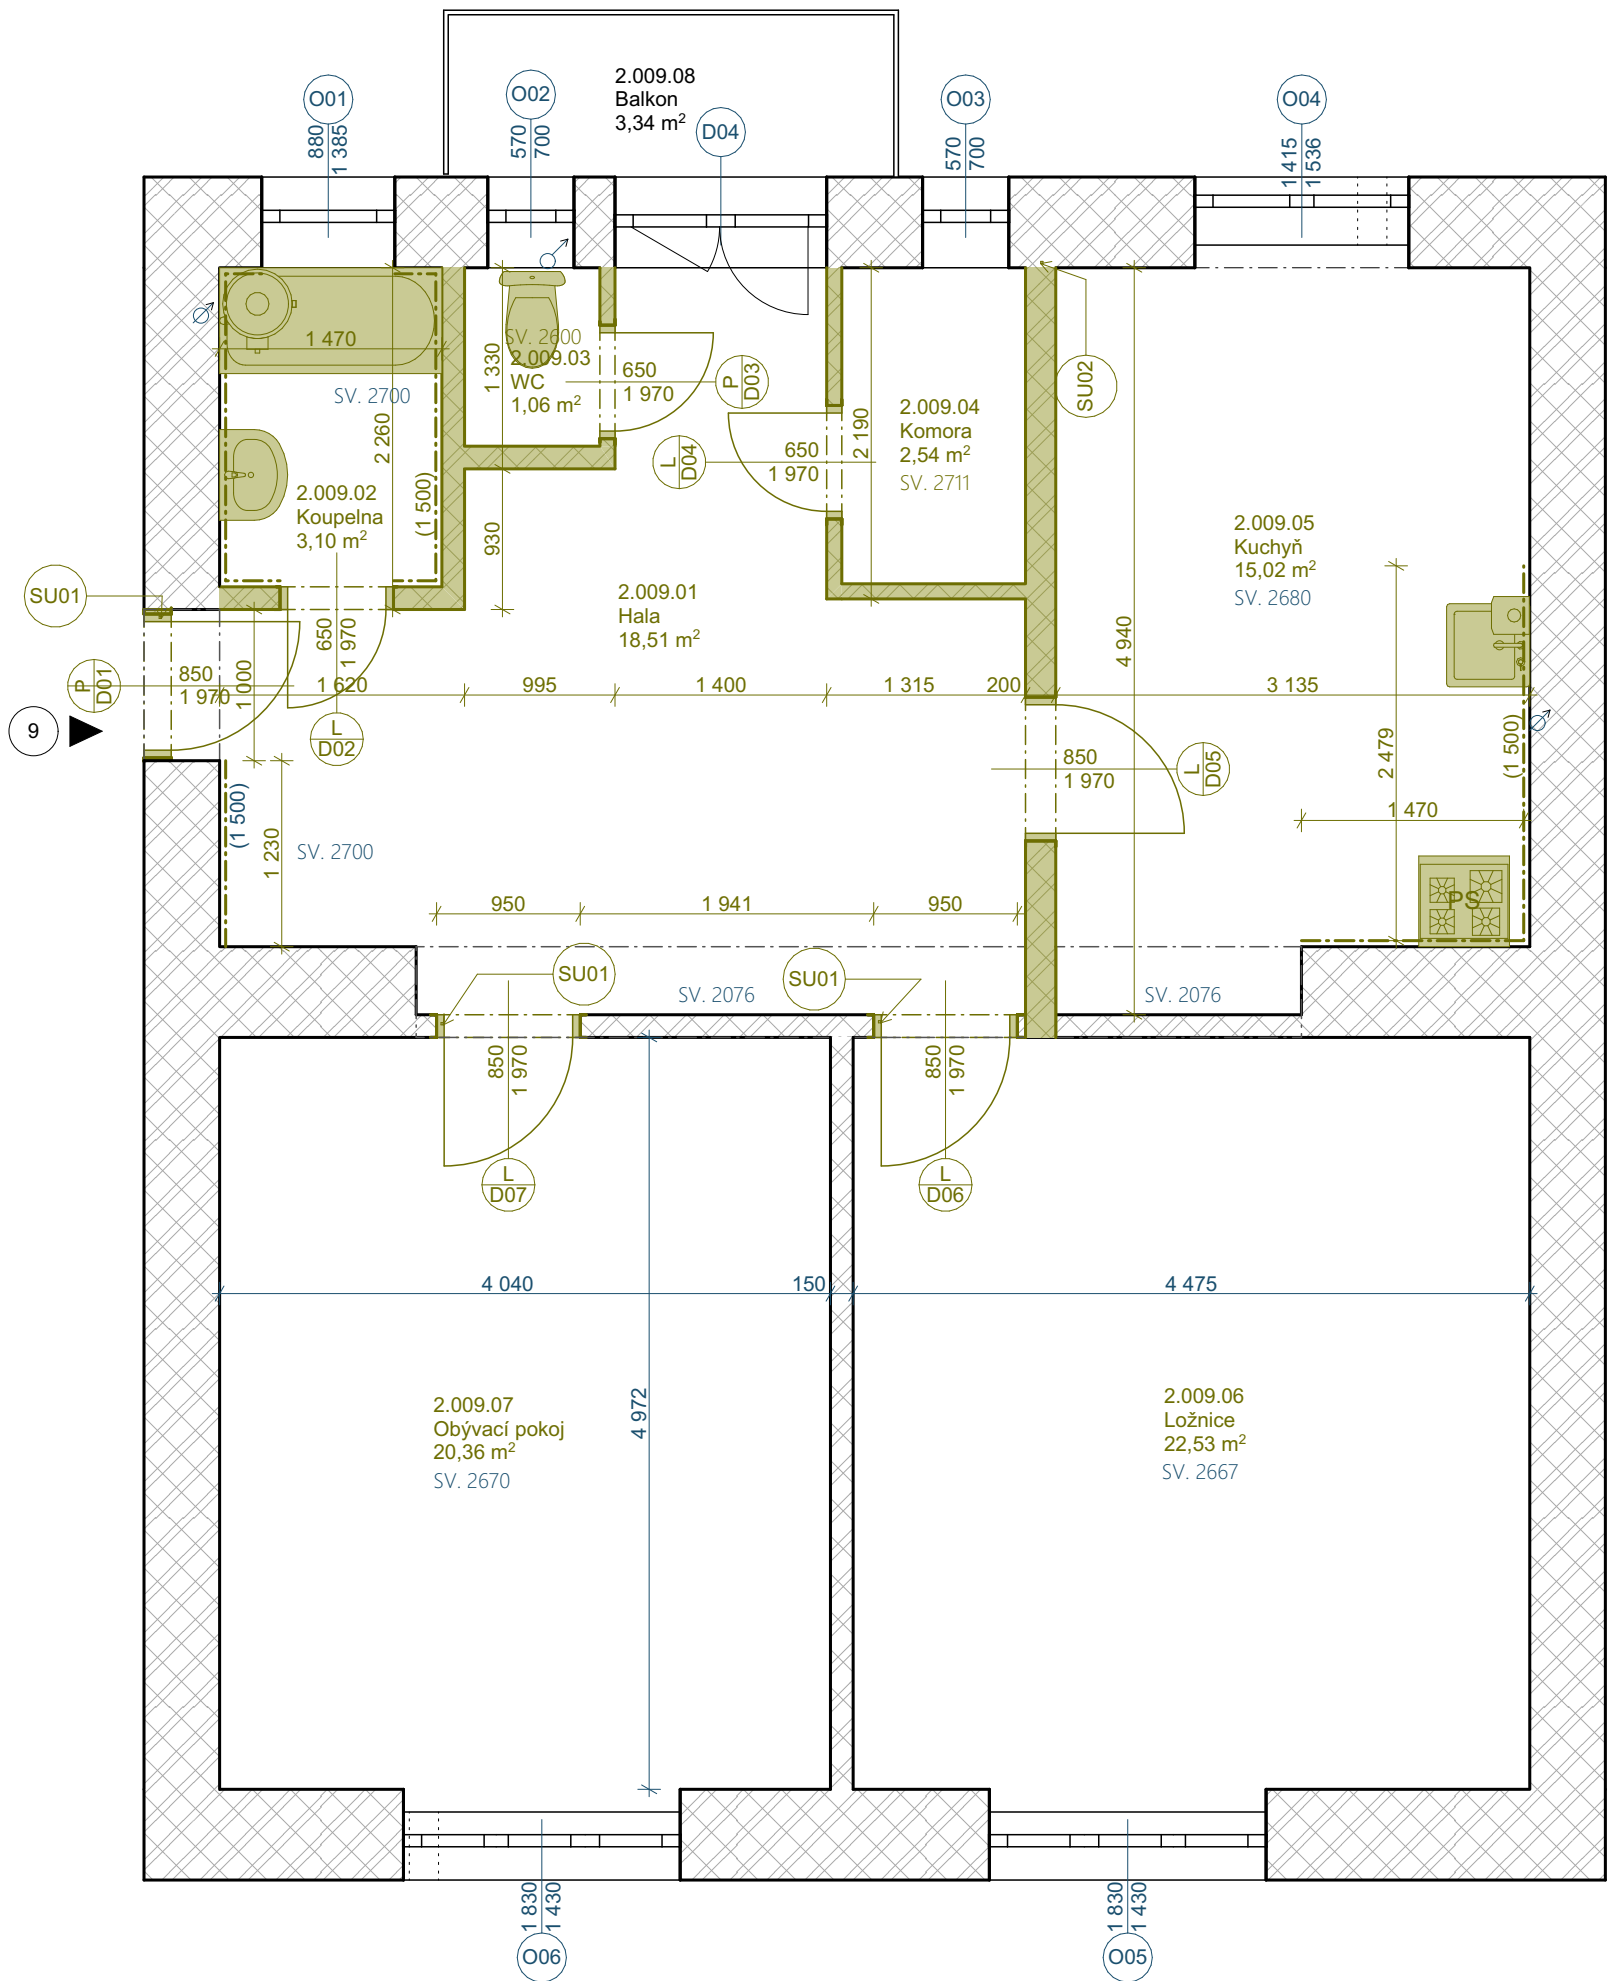 2.009.08
Balkon
3,34 m²
O01
880
1 385
O02
570
700
D04
O03
570
700
O04
1 415
1 536
1 470
SV. 2700
2 260
(1 500)
2.009.02
Koupelna
3,10 m²
1 330
930
SV. 2600
2.009.03
WC
1,06 m²
650
1 970
P
D03
L
D04
650
1 970
2 190
2.009.04
Komora
2,54 m²
SV. 2711
SU02
2.009.05
Kuchyň
15,02 m²
SV. 2680
4 940
SU01
2.009.01
Hala
18,51 m²
P
D01
850
1 970
1 000
650
1 970
1 620
995
1 400
1 315
200
3 135
9
L
D02
850
1 970
L
D05
2 479
(1 500)
1 470
(1 500)
1 230
SV. 2700
950
1 941
950
PS
SU01
SU01
SV. 2076
SV. 2076
850
1 970
850
1 970
L
D07
L
D06
4 040
150
4 475
4 972
2.009.07
Obývací pokoj
20,36 m²
SV. 2670
2.009.06
Ložnice
22,53 m²
SV. 2667
1 830
1 430
O06
1 830
1 430
O05